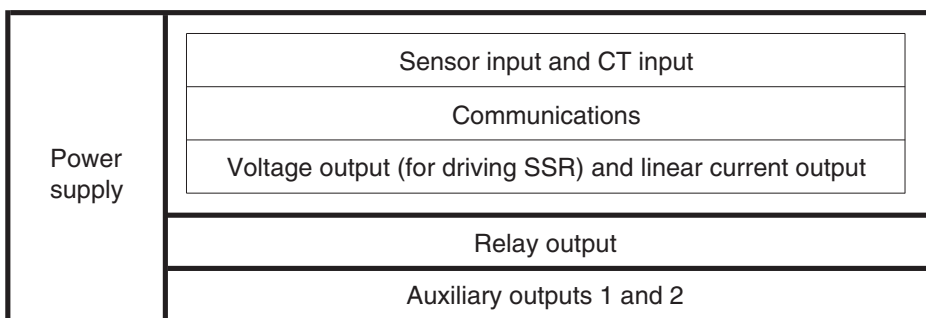 Power
supply
Sensor input and CT input
Communications
Voltage output (for driving SSR) and linear current output
Relay output
Auxiliary outputs 1 and 2